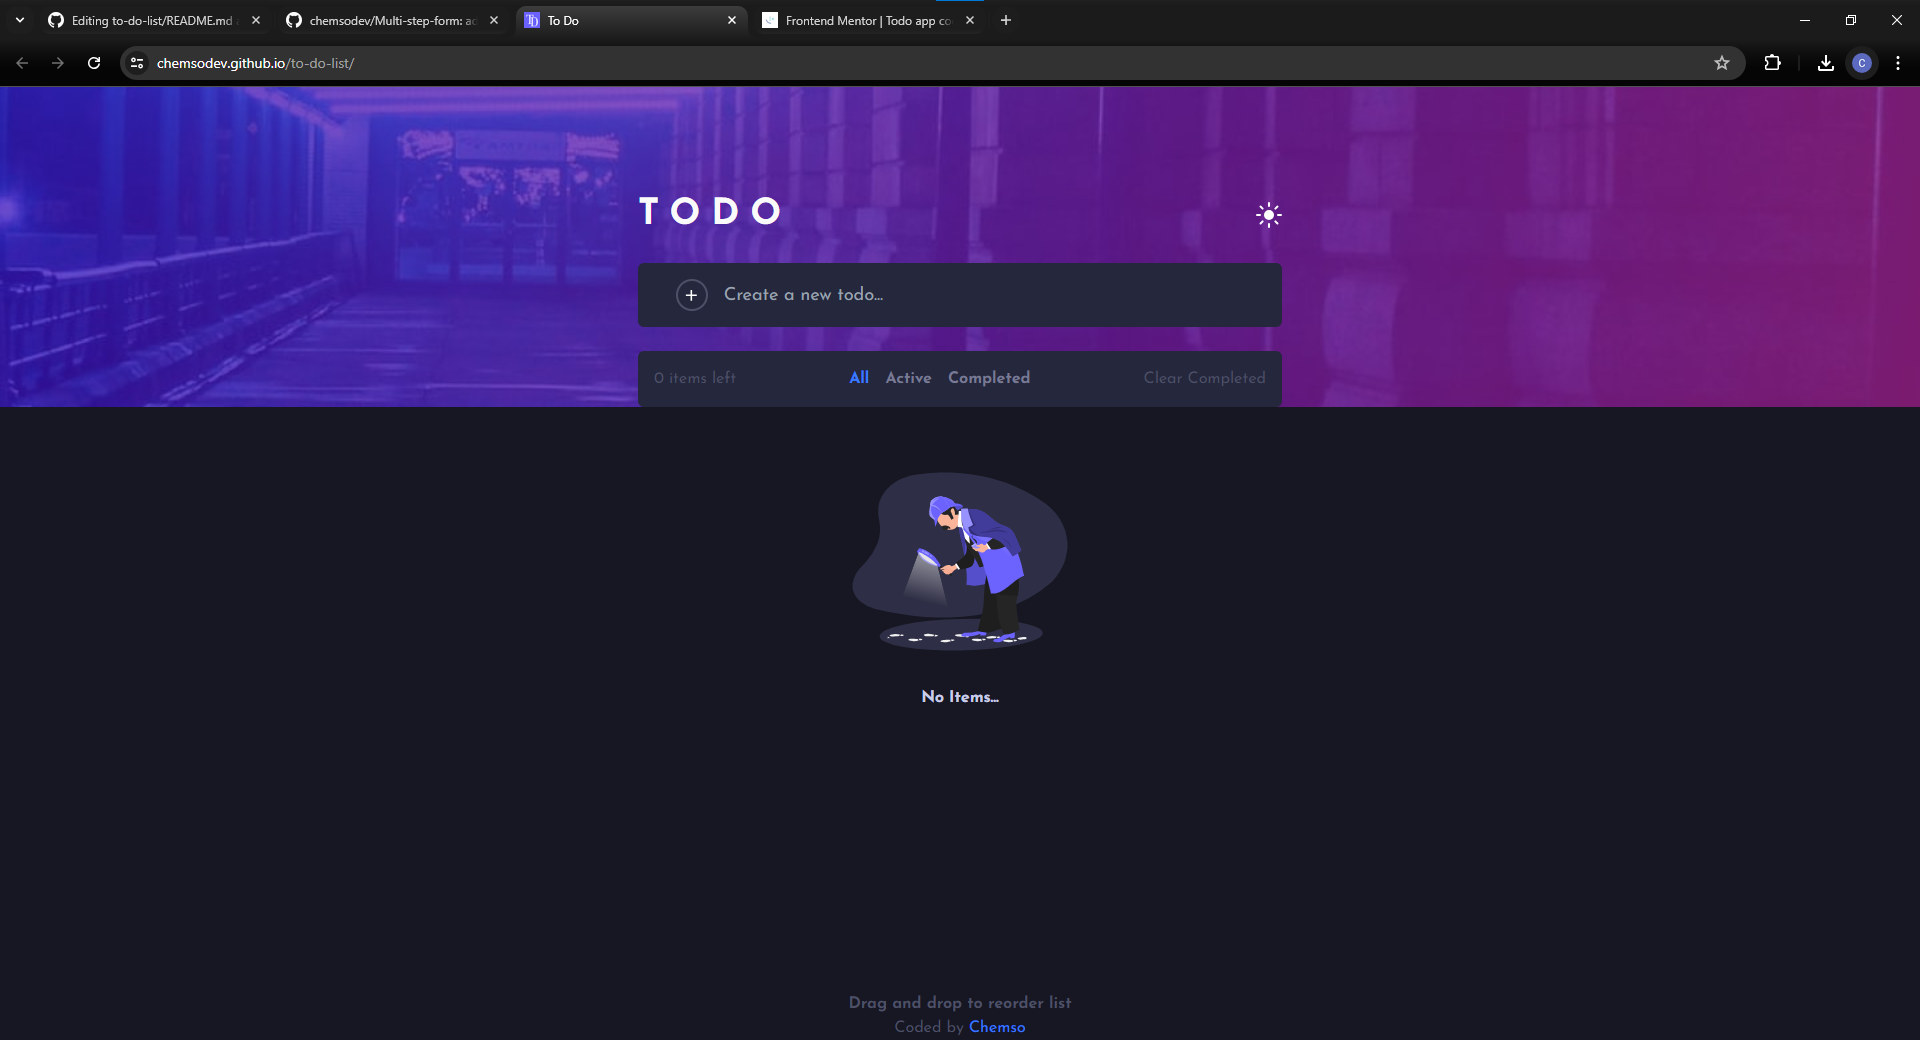 Editing to-do-list/README.md
chemsodev/Multi-step-form: ad
To Do
Frontend Mentor | Todo app co
chemsodev.github.io/to-do-list/
C
TODO
Create a new todo...
0 items left
All
Active
Completed
Clear Completed
No Items...
Drag and drop to reorder list
Coded by Chemso